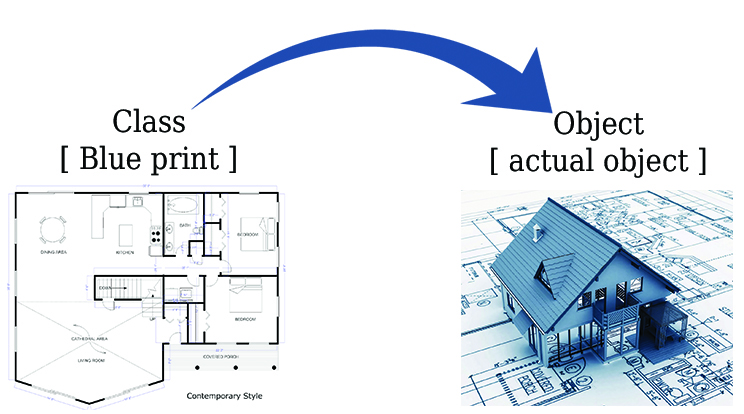 Class
[ Blue print ]
Object
[ actual object ]
DINING AREA
KITCHEN
BATH
BEDROOM
DOWN
UP
BEDROOM
CATHEDRAL AREA
LIVING ROOM
COVERED PORCH
Contemporary Style